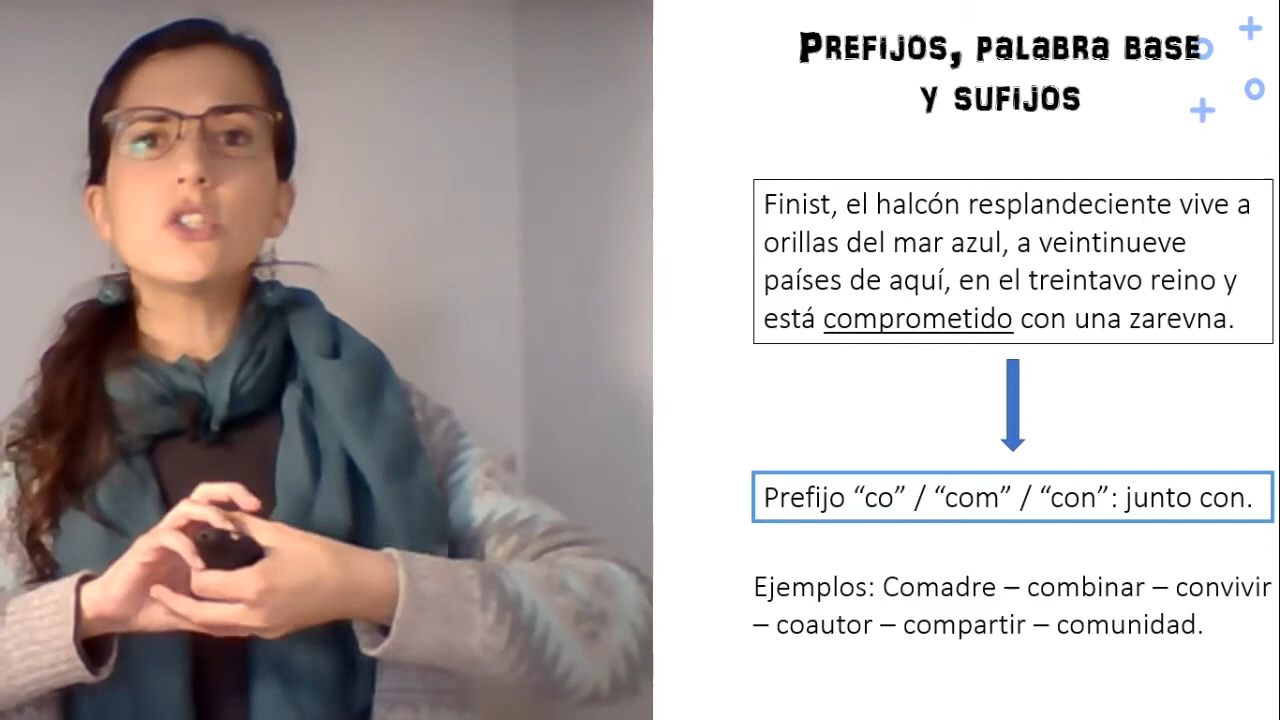 Prefijos, palabra base
y sufijos
Finist, el halcón resplandeciente vive a
orillas del mar azul, a veintinueve
países de aquí, en el treintavo reino y
está comprometido con una zarevna.
Prefijo “co” / “com” / “con”: junto con.
Ejemplos: Comadre – combinar – convivir
– coautor – compartir – comunidad.